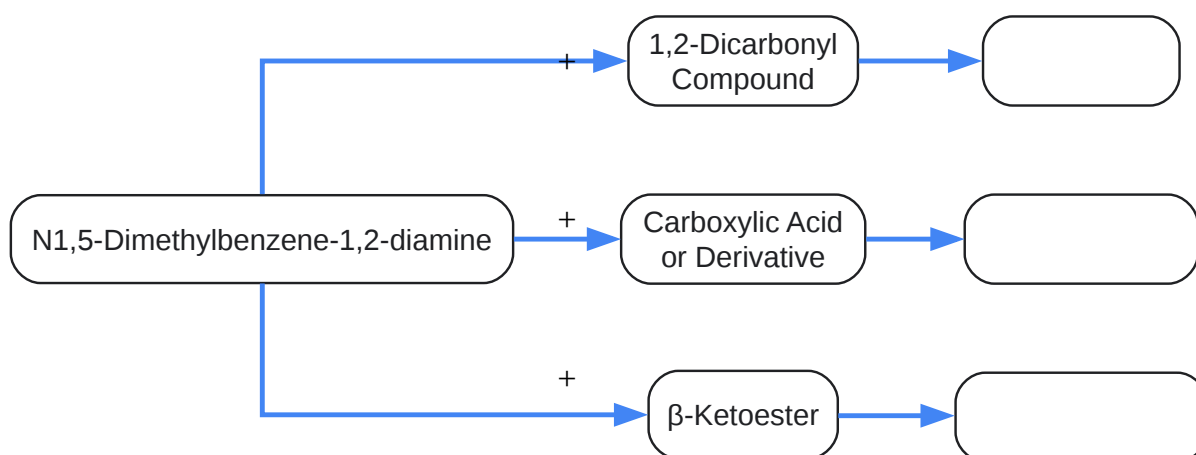 +
1,2-Dicarbonyl
Compound
N1,5-Dimethylbenzene-1,2-diamine
+
Carboxylic Acid
or Derivative
+
β-Ketoester